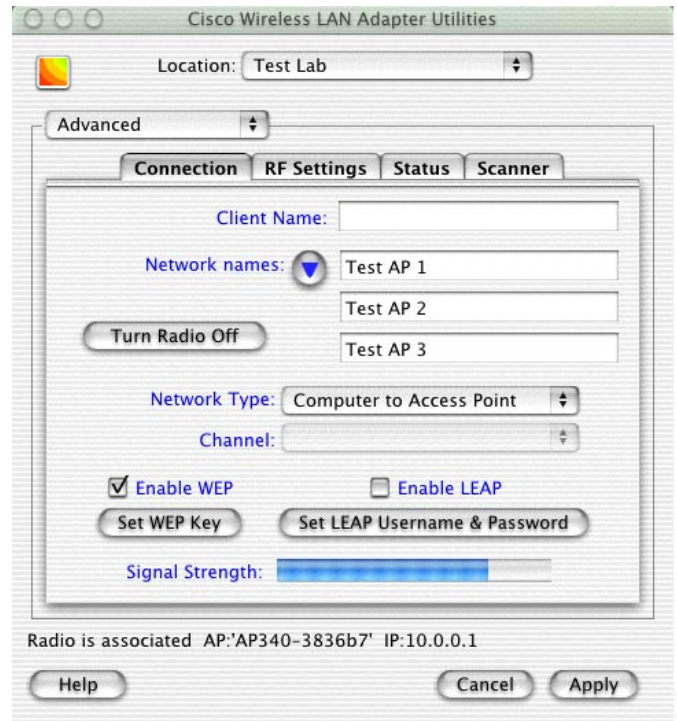 Cisco Wireless LAN Adapter Utilities
Location: Test Lab
Advanced
Connection RF Settings Status Scanner
Client Name:
Network names: Test AP 1
Test AP 2
Turn Radio Off
Test AP 3
Network Type: Computer to Access Point
Channel:
Enable WEP Enable LEAP
Set WEP Key Set LEAP Username & Password
Signal Strength:
Radio is associated AP:'AP340-3836b7' IP:10.0.0.1
Help Cancel Apply